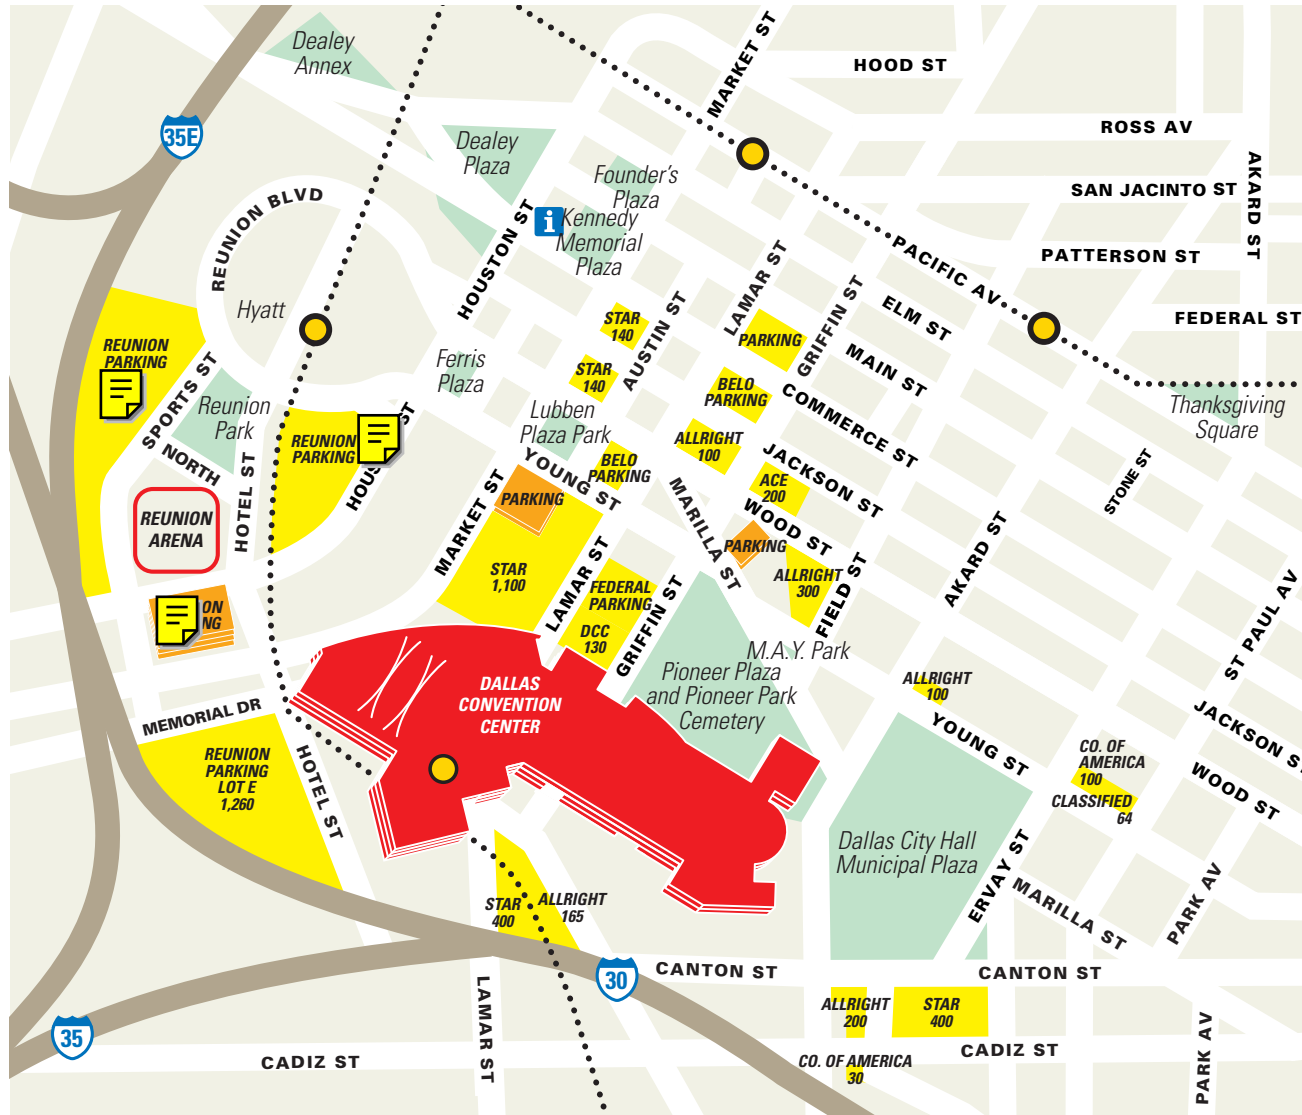 Dealey
Annex
HOOD ST
MARKET ST
35E
ROSS AV
Dealey
Plaza
Founder's
Plaza
AKARD ST
SAN JACINTO ST
REUNION BLVD
HOUSTON ST
i
Kennedy
Memorial
Plaza
PACIFIC AV
PATTERSON ST
LAMAR ST
GRIFFIN ST
Hyatt
AUSTIN ST
ELM ST
FEDERAL ST
STAR
140
PARKING
MAIN ST
REUNION
PARKING
SPORTS ST
Ferris
Plaza
STAR
140
BELO
PARKING
COMMERCE ST
Thanksgiving
Square
Reunion
Park
Lubben
Plaza Park
REUNION
PARKING
ALLRIGHT
100
JACKSON ST
NORTH
HOTEL ST
YOUNG ST
BELO
PARKING
ACE
200
STONE ST
MARKET ST
PARKING
MARILLA ST
WOOD ST
REUNION
ARENA
PARKING
AKARD ST
STAR
1,100
LAMAR ST
FEDERAL
PARKING
GRIFFIN ST
ALLRIGHT
300
FIELD ST
ON
NG
DCC
130
M.A.Y. Park
ST PAUL AV
DALLAS
CONVENTION
CENTER
Pioneer Plaza
and Pioneer Park
Cemetery
ALLRIGHT
100
MEMORIAL DR
YOUNG ST
JACKSON ST
REUNION
PARKING
LOT E
1,260
HOTEL ST
CO. OF
AMERICA
100
CLASSIFIED
64
WOOD ST
Dallas City Hall
Municipal Plaza
ERVAY ST
MARILLA ST
PARK AV
STAR
400
ALLRIGHT
165
CANTON ST
CANTON ST
30
LAMAR ST
ALLRIGHT
200
STAR
400
35
CADIZ ST
CADIZ ST
PARK AV
CO. OF AMERICA
30